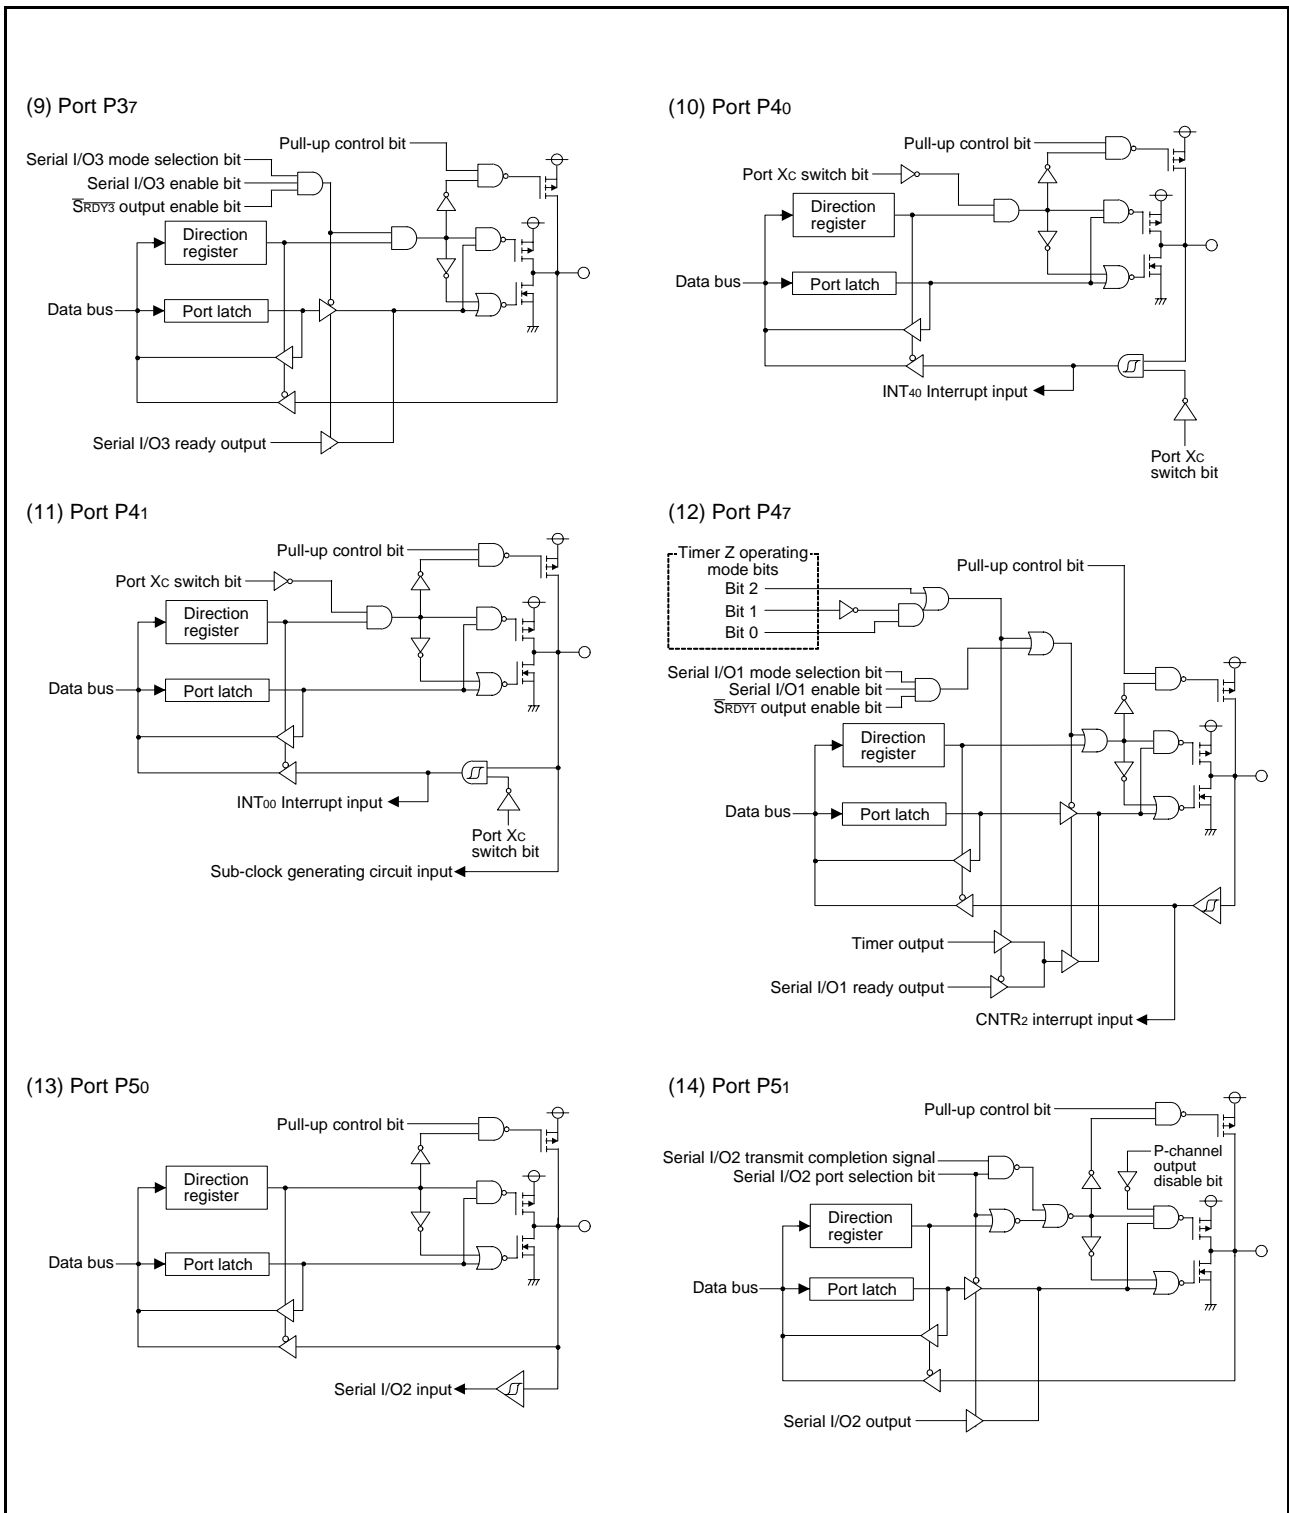 (9) Port P37
Pull-up control bit
Serial I/O3 mode selection bit
Serial I/O3 enable bit
SRDY3 output enable bit
Direction
register
Data bus
Port latch
Serial I/O3 ready output
(10) Port P40
Pull-up control bit
Port XC switch bit
Direction
register
Data bus
Port latch
INT40 Interrupt input
Port XC
switch bit
(11) Port P41
Pull-up control bit
Port XC switch bit
Direction
register
Data bus
Port latch
INT00 Interrupt input
Port XC
switch bit
Sub-clock generating circuit input
(12) Port P47
Timer Z operating
mode bits
Bit 2
Bit 1
Bit 0
Pull-up control bit
Serial I/O1 mode selection bit
Serial I/O1 enable bit
SRDY1 output enable bit
Direction
register
Data bus
Port latch
Timer output
Serial I/O1 ready output
CNTR2 interrupt input
(13) Port P50
Pull-up control bit
Direction
register
Data bus
Port latch
Serial I/O2 input
(14) Port P51
Pull-up control bit
Serial I/O2 transmit completion signal
Serial I/O2 port selection bit
P-channel
output
disable bit
Direction
register
Data bus
Port latch
Serial I/O2 output